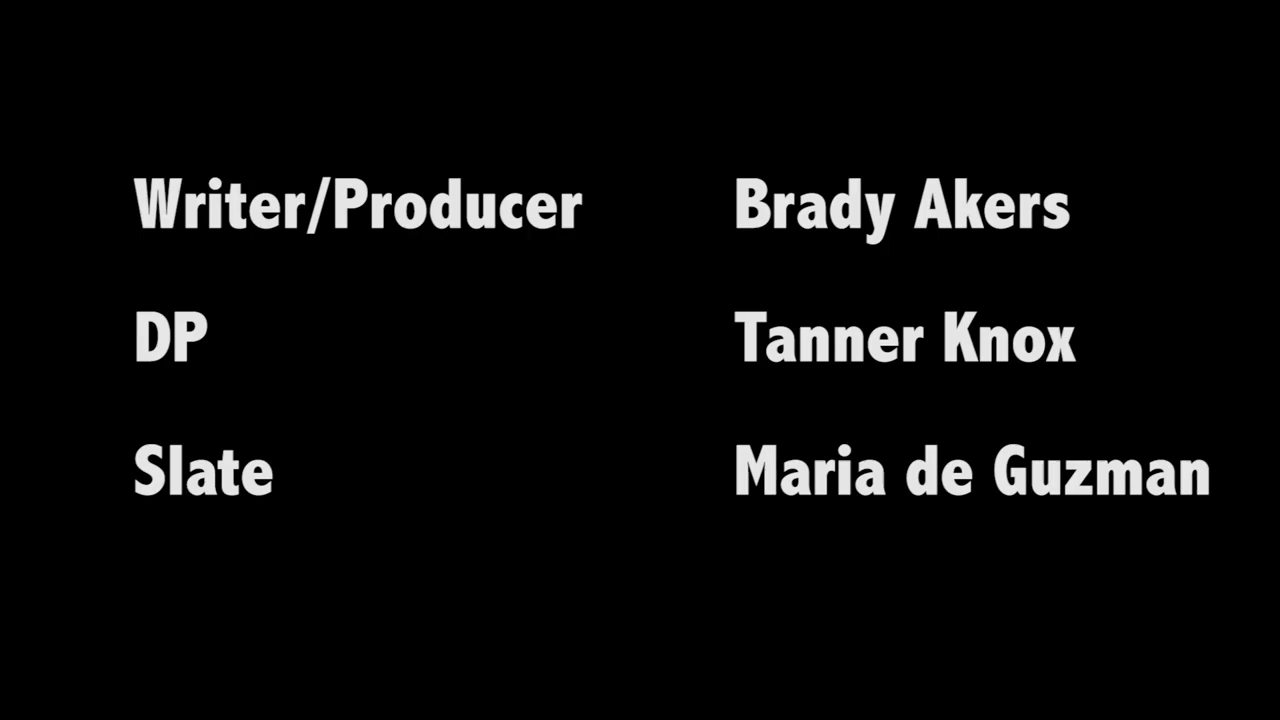 Writer/Producer Brady Akers
DP Tanner Knox
Slate Maria de Guzman